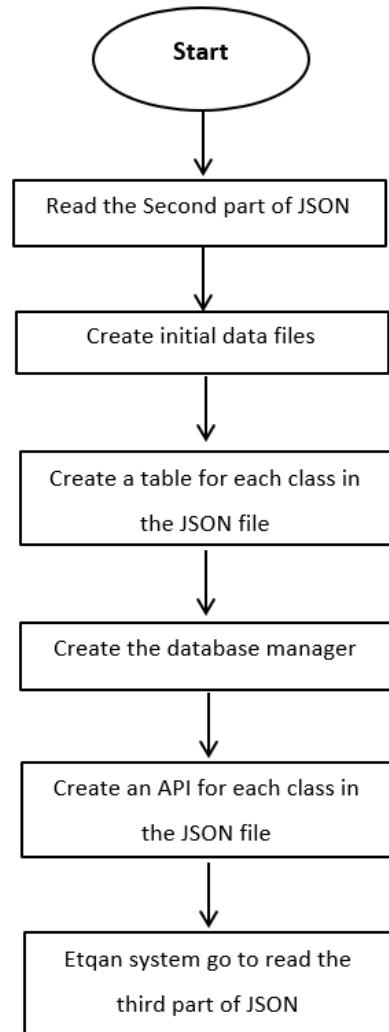 Start
Read the Second part of JSON
Create initial data files
Create a table for each class in
the JSON file
Create the database manager
Create an API for each class in
the JSON file
Etqan system go to read the
third part of JSON